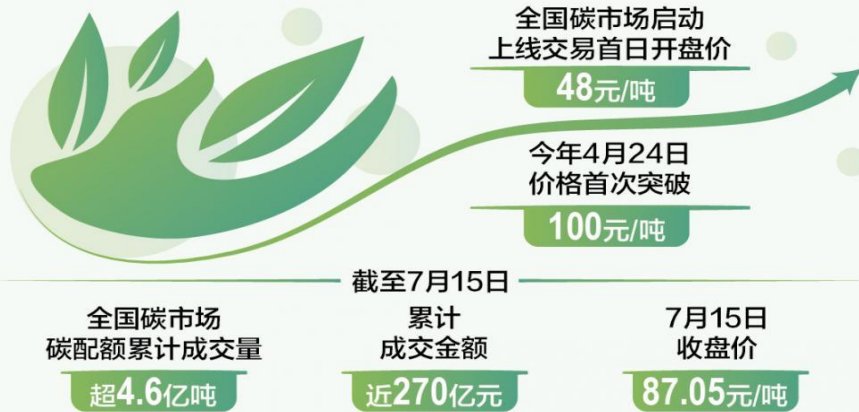 全国碳市场启动
上线交易首日开盘价
48元/吨
今年4月24日
价格首次突破
100元/吨
截至7月15日
全国碳市场
碳配额累计成交量
超4.6亿吨
累计
成交金额
近270亿元
7月15日
收盘价
87.05元/吨